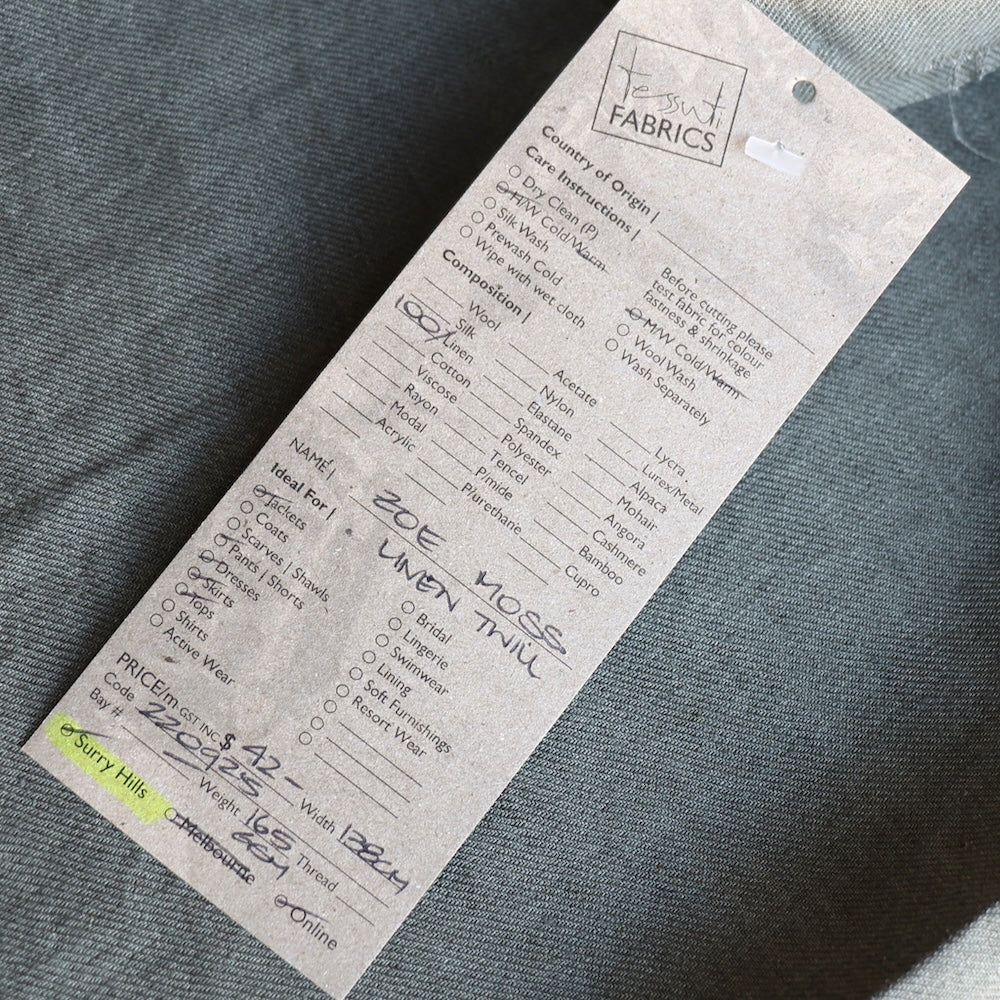 tessuti
FABRICS
Country of Origin |
Care Instructions |
Dry Clean (P)
H/W Cold/Warm
Silk Wash
Prewash Cold
Wipe with wet cloth
Before cutting please
test fabric for colour
fastness & shrinkage
M/W Cold/Warm
Wool Wash
Wash Separately
Composition |
Wool
Silk
100% Linen
Cotton
Viscose
Rayon
Modal
Acrylic
Acetate
Nylon
Elastane
Spandex
Polyester
Tencel
P/mide
P/urethane
Lycra
Lurex/Metal
Alpaca
Mohair
Angora
Cashmere
Bamboo
Cupro
NAME | ZOE MOSS
LINEN TWILL
Ideal For |
Jackets
Coats
Scarves | Shawls
Pants | Shorts
Dresses
Skirts
Tops
Shirts
Active Wear
Bridal
Lingerie
Swimwear
Lining
Soft Furnishings
Resort Wear
PRICE/m GST INC. $ 42-
Code 220925
Width 138CM
Bay #
Weight 165
GSM
Thread
Surry Hills
Melbourne
Online